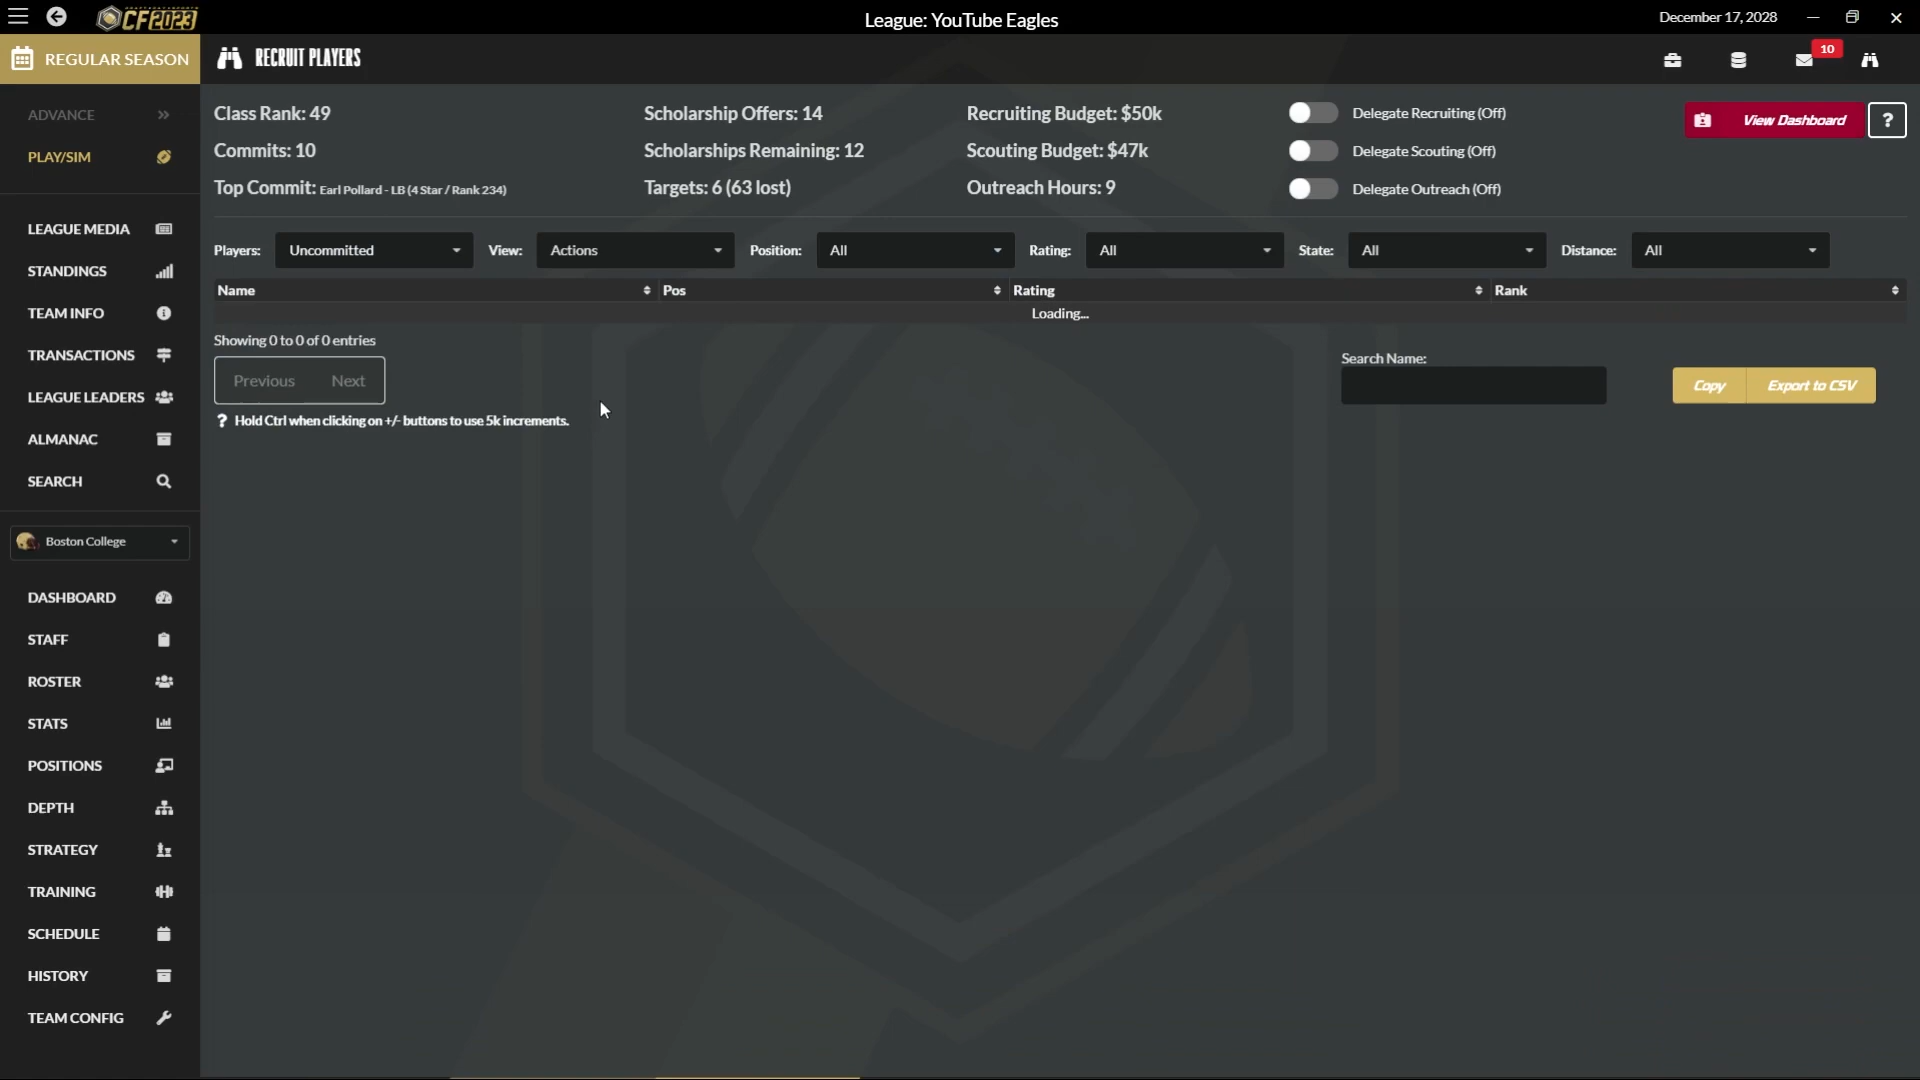 CF2023
League: YouTube Eagles
December 17, 2028
REGULAR SEASON
RECRUIT PLAYERS
10
ADVANCE
PLAY/SIM
LEAGUE MEDIA
STANDINGS
TEAM INFO
TRANSACTIONS
LEAGUE LEADERS
ALMANAC
SEARCH
Boston College
DASHBOARD
STAFF
ROSTER
STATS
POSITIONS
DEPTH
STRATEGY
TRAINING
SCHEDULE
HISTORY
TEAM CONFIG
Class Rank: 49
Commits: 10
Top Commit: Earl Pollard - LB (4 Star / Rank 234)
Scholarship Offers: 14
Scholarships Remaining: 12
Targets: 6 (63 lost)
Recruiting Budget: $50k
Scouting Budget: $47k
Outreach Hours: 9
Delegate Recruiting (Off)
Delegate Scouting (Off)
Delegate Outreach (Off)
View Dashboard
?
Players: Uncommitted View: Actions Position: All Rating: All State: All Distance: All
Name Pos Rating Rank
Loading...
Showing 0 to 0 of 0 entries
Previous Next
Search Name:
Copy Export to CSV
? Hold Ctrl when clicking on +/- buttons to use 5k increments.